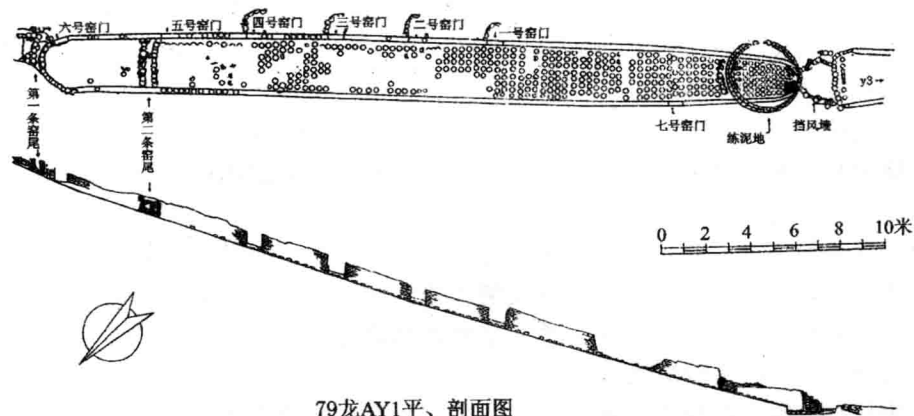 六号窑门
五号窑门
四号窑门
三号窑门
二号窑门
一号窑门
y3→
第一条窑尾
第二条窑尾
七号窑门
练泥地
挡风墙
0 2 4 6 8 10米
79龙AY1平、剖面图